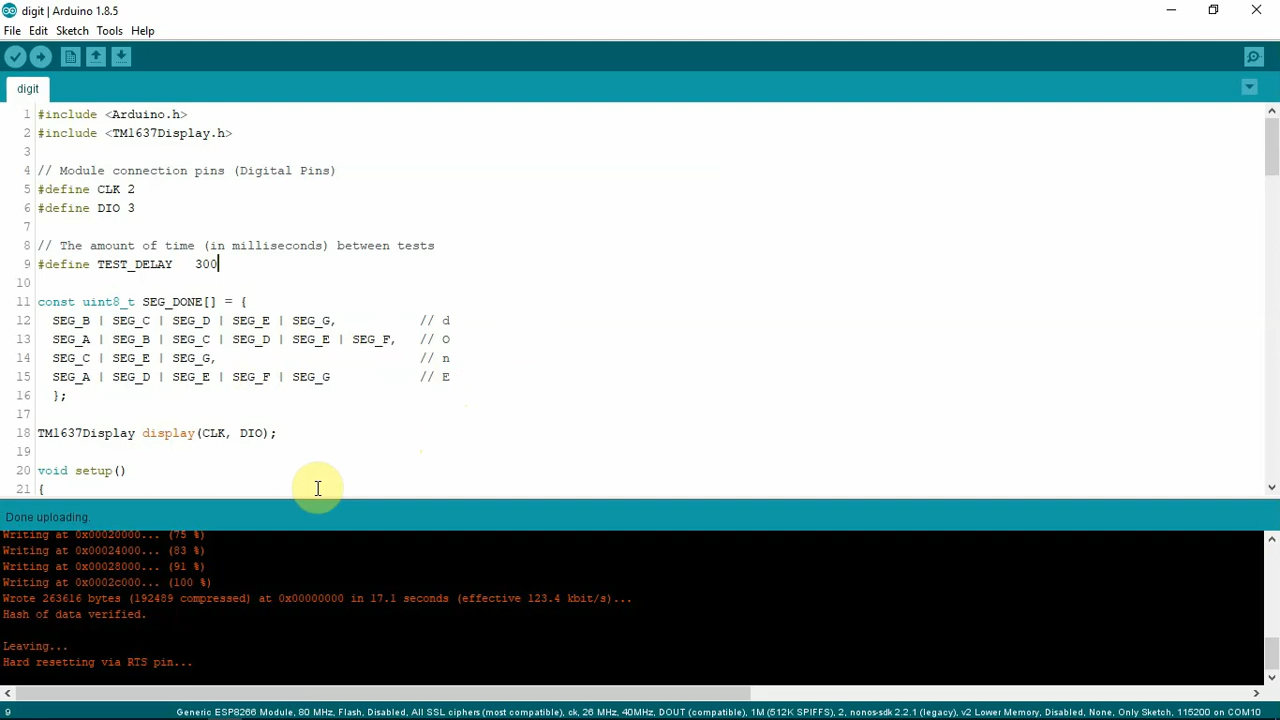 digit | Arduino 1.8.5
File Edit Sketch Tools Help
digit
1 #include <Arduino.h>
2 #include <TM1637Display.h>
3
4 // Module connection pins (Digital Pins)
5 #define CLK 2
6 #define DIO 3
7
8 // The amount of time (in milliseconds) between tests
9 #define TEST_DELAY   300
10
11 const uint8_t SEG_DONE[] = {
12   SEG_B | SEG_C | SEG_D | SEG_E | SEG_G,           // d
13   SEG_A | SEG_B | SEG_C | SEG_D | SEG_E | SEG_F,   // O
14   SEG_C | SEG_E | SEG_G,                           // n
15   SEG_A | SEG_D | SEG_E | SEG_F | SEG_G            // E
16   };
17
18 TM1637Display display(CLK, DIO);
19
20 void setup()
21 {
Done uploading.
Writing at 0x00020000... (75 %)
Writing at 0x00024000... (83 %)
Writing at 0x00028000... (91 %)
Writing at 0x0002c000... (100 %)
Wrote 263616 bytes (192489 compressed) at 0x00000000 in 17.1 seconds (effective 123.4 kbit/s)...
Hash of data verified.
Leaving...
Hard resetting via RTS pin...
9 Generic ESP8266 Module, 80 MHz, Flash, Disabled, All SSL ciphers (most compatible), ck, 26 MHz, 40MHz, DOUT (compatible), 1M (512K SPIFFS), 2, nonos-sdk 2.2.1 (legacy), v2 Lower Memory, Disabled, None, Only Sketch, 115200 on COM10